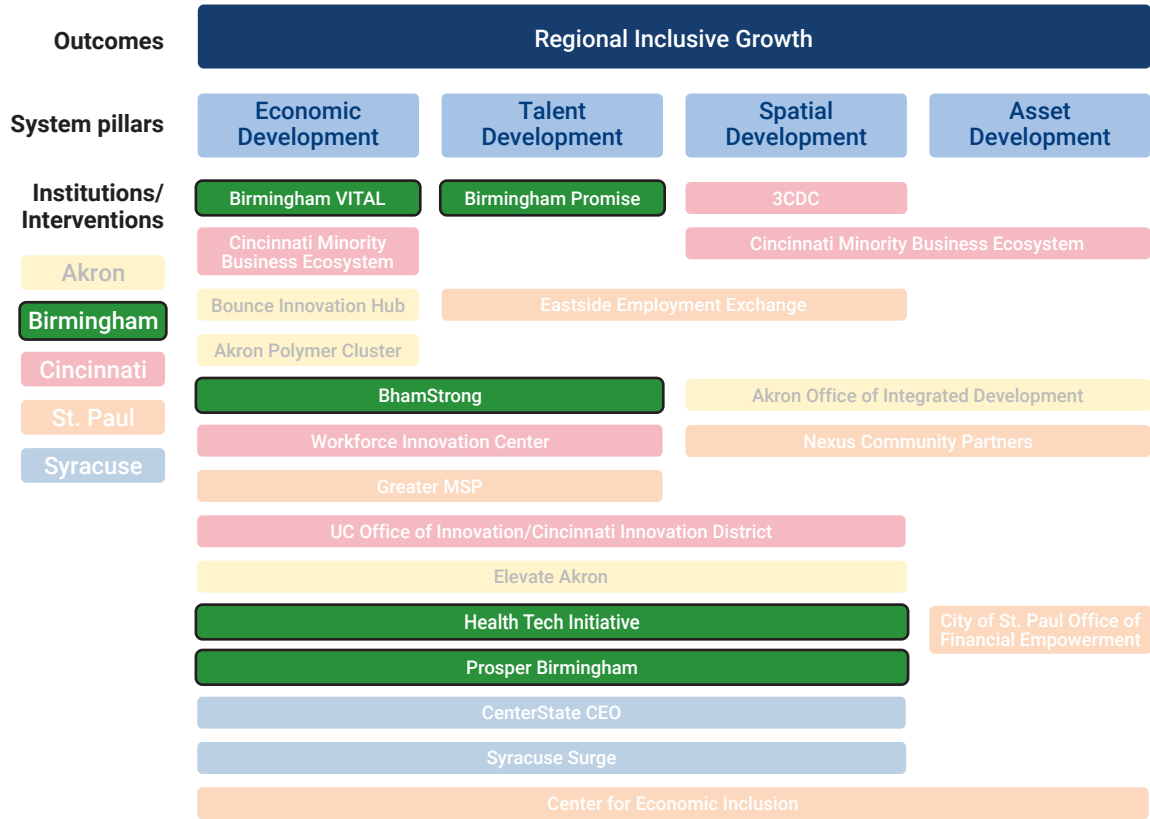 Outcomes
Regional Inclusive Growth
System pillars
Economic
Development
Talent
Development
Spatial
Development
Asset
Development
Institutions/
Interventions
Birmingham VITAL
Birmingham Promise
3CDC
Cincinnati Minority
Business Ecosystem
Cincinnati Minority Business Ecosystem
Akron
Birmingham
Cincinnati
St. Paul
Syracuse
Bounce Innovation Hub
Eastside Employment Exchange
Akron Polymer Cluster
BhamStrong
Akron Office of Integrated Development
Workforce Innovation Center
Nexus Community Partners
Greater MSP
UC Office of Innovation/Cincinnati Innovation District
Elevate Akron
Health Tech Initiative
City of St. Paul Office of
Financial Empowerment
Prosper Birmingham
CenterState CEO
Syracuse Surge
Center for Economic Inclusion